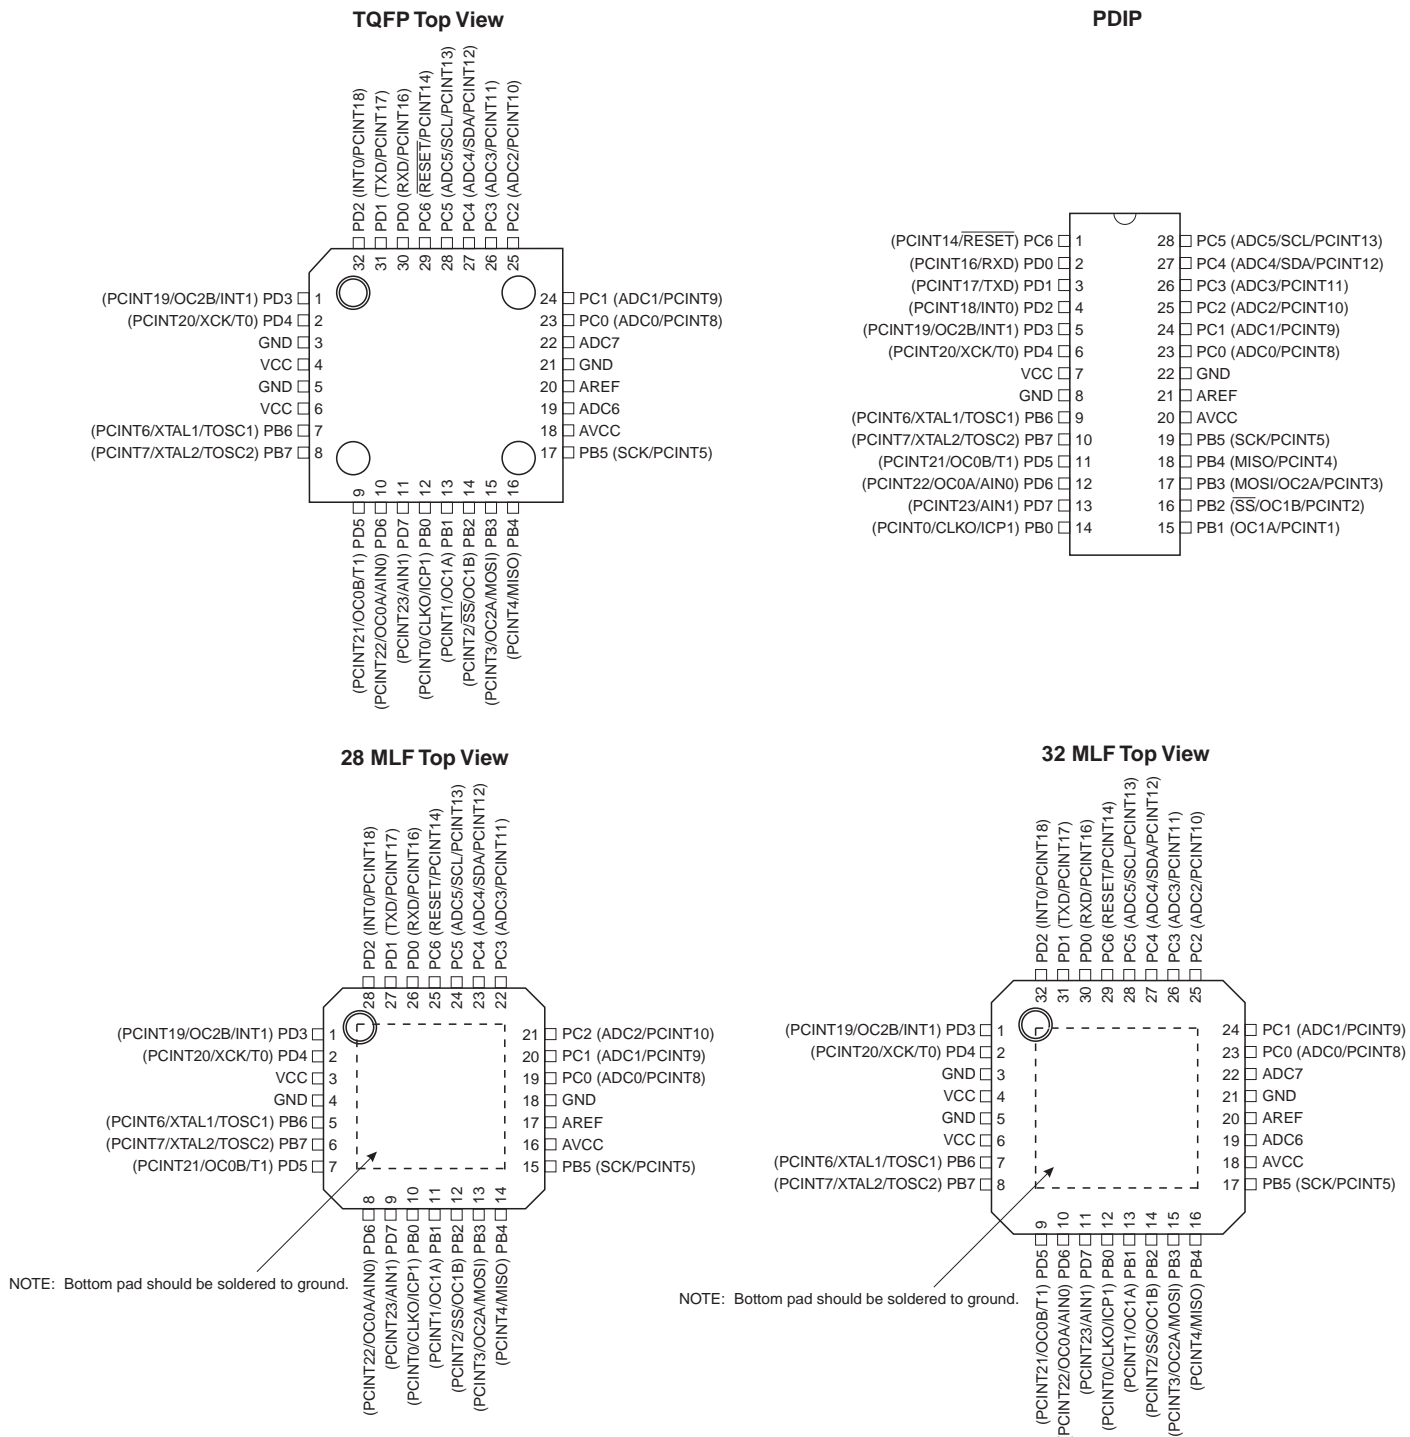 TQFP Top View
PD2 (INT0/PCINT18)
PD1 (TXD/PCINT17)
PD0 (RXD/PCINT16)
PC6 (RESET/PCINT14)
PC5 (ADC5/SCL/PCINT13)
PC4 (ADC4/SDA/PCINT12)
PC3 (ADC3/PCINT11)
PC2 (ADC2/PCINT10)
32 31 30 29 28 27 26 25
(PCINT19/OC2B/INT1) PD3 1
(PCINT20/XCK/T0) PD4 2
GND 3
VCC 4
GND 5
VCC 6
(PCINT6/XTAL1/TOSC1) PB6 7
(PCINT7/XTAL2/TOSC2) PB7 8
24 PC1 (ADC1/PCINT9)
23 PC0 (ADC0/PCINT8)
22 ADC7
21 GND
20 AREF
19 ADC6
18 AVCC
17 PB5 (SCK/PCINT5)
9 10 11 12 13 14 15 16
(PCINT21/OC0B/T1) PD5
(PCINT22/OC0A/AIN0) PD6
(PCINT23/AIN1) PD7
(PCINT0/CLKO/ICP1) PB0
(PCINT1/OC1A) PB1
(PCINT2/SS/OC1B) PB2
(PCINT3/OC2A/MOSI) PB3
(PCINT4/MISO) PB4
PDIP
(PCINT14/RESET) PC6 1
(PCINT16/RXD) PD0 2
(PCINT17/TXD) PD1 3
(PCINT18/INT0) PD2 4
(PCINT19/OC2B/INT1) PD3 5
(PCINT20/XCK/T0) PD4 6
VCC 7
GND 8
(PCINT6/XTAL1/TOSC1) PB6 9
(PCINT7/XTAL2/TOSC2) PB7 10
(PCINT21/OC0B/T1) PD5 11
(PCINT22/OC0A/AIN0) PD6 12
(PCINT23/AIN1) PD7 13
(PCINT0/CLKO/ICP1) PB0 14
28 PC5 (ADC5/SCL/PCINT13)
27 PC4 (ADC4/SDA/PCINT12)
26 PC3 (ADC3/PCINT11)
25 PC2 (ADC2/PCINT10)
24 PC1 (ADC1/PCINT9)
23 PC0 (ADC0/PCINT8)
22 GND
21 AREF
20 AVCC
19 PB5 (SCK/PCINT5)
18 PB4 (MISO/PCINT4)
17 PB3 (MOSI/OC2A/PCINT3)
16 PB2 (SS/OC1B/PCINT2)
15 PB1 (OC1A/PCINT1)
28 MLF Top View
PD2 (INT0/PCINT18)
PD1 (TXD/PCINT17)
PD0 (RXD/PCINT16)
PC6 (RESET/PCINT14)
PC5 (ADC5/SCL/PCINT13)
PC4 (ADC4/SDA/PCINT12)
PC3 (ADC3/PCINT11)
28 27 26 25 24 23 22
(PCINT19/OC2B/INT1) PD3 1
(PCINT20/XCK/T0) PD4 2
VCC 3
GND 4
(PCINT6/XTAL1/TOSC1) PB6 5
(PCINT7/XTAL2/TOSC2) PB7 6
(PCINT21/OC0B/T1) PD5 7
21 PC2 (ADC2/PCINT10)
20 PC1 (ADC1/PCINT9)
19 PC0 (ADC0/PCINT8)
18 GND
17 AREF
16 AVCC
15 PB5 (SCK/PCINT5)
8 9 10 11 12 13 14
(PCINT22/OC0A/AIN0) PD6
(PCINT23/AIN1) PD7
(PCINT0/CLKO/ICP1) PB0
(PCINT1/OC1A) PB1
(PCINT2/SS/OC1B) PB2
(PCINT3/OC2A/MOSI) PB3
(PCINT4/MISO) PB4
NOTE: Bottom pad should be soldered to ground.
32 MLF Top View
PD2 (INT0/PCINT18)
PD1 (TXD/PCINT17)
PD0 (RXD/PCINT16)
PC6 (RESET/PCINT14)
PC5 (ADC5/SCL/PCINT13)
PC4 (ADC4/SDA/PCINT12)
PC3 (ADC3/PCINT11)
PC2 (ADC2/PCINT10)
32 31 30 29 28 27 26 25
(PCINT19/OC2B/INT1) PD3 1
(PCINT20/XCK/T0) PD4 2
GND 3
VCC 4
GND 5
VCC 6
(PCINT6/XTAL1/TOSC1) PB6 7
(PCINT7/XTAL2/TOSC2) PB7 8
24 PC1 (ADC1/PCINT9)
23 PC0 (ADC0/PCINT8)
22 ADC7
21 GND
20 AREF
19 ADC6
18 AVCC
17 PB5 (SCK/PCINT5)
9 10 11 12 13 14 15 16
(PCINT21/OC0B/T1) PD5
PCINT22/OC0A/AIN0) PD6
(PCINT23/AIN1) PD7
(PCINT0/CLKO/ICP1) PB0
(PCINT1/OC1A) PB1
(PCINT2/SS/OC1B) PB2
(PCINT3/OC2A/MOSI) PB3
(PCINT4/MISO) PB4
NOTE: Bottom pad should be soldered to ground.